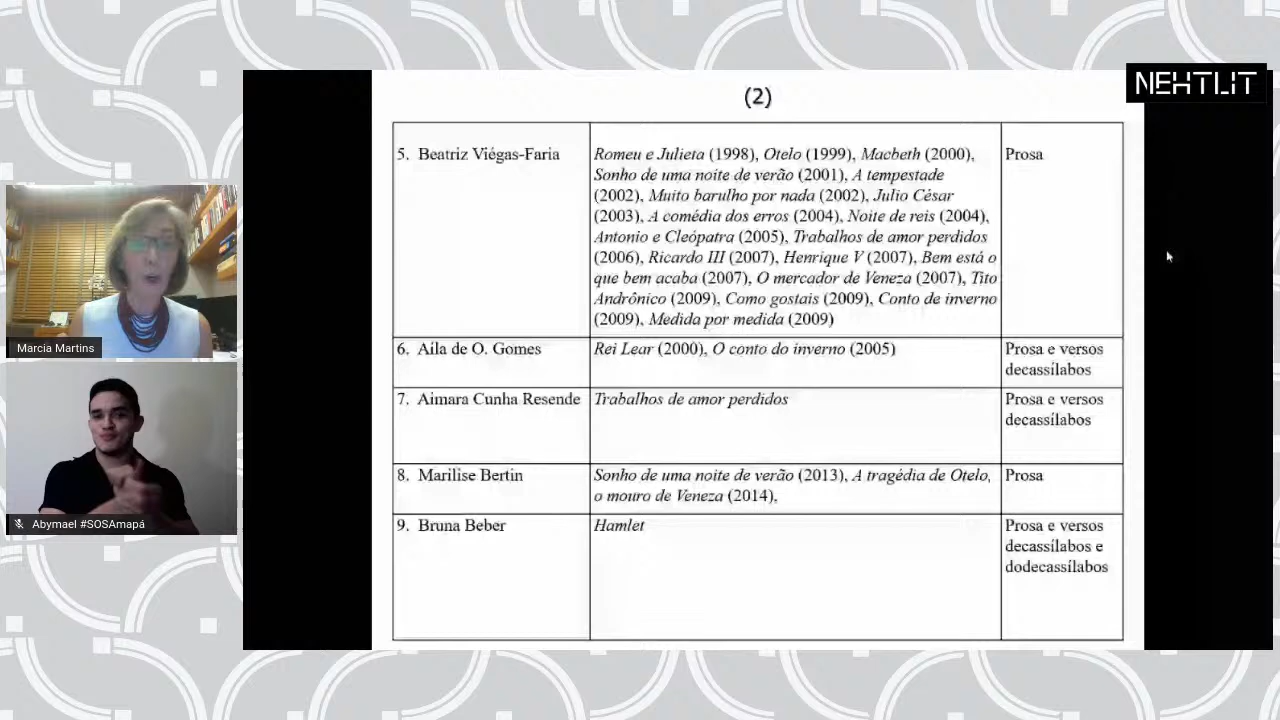 NEHTLIT
(2)
5. Beatriz Viégas-Faria
Romeu e Julieta (1998), Otelo (1999), Macbeth (2000),
Sonho de uma noite de verão (2001), A tempestade
(2002), Muito barulho por nada (2002), Julio César
(2003), A comédia dos erros (2004), Noite de reis (2004),
Antonio e Cleópatra (2005), Trabalhos de amor perdidos
(2006), Ricardo III (2007), Henrique V (2007), Bem está o
que bem acaba (2007), O mercador de Veneza (2007), Tito
Andrônico (2009), Como gostais (2009), Conto de inverno
(2009), Medida por medida (2009)
Prosa
6. Aila de O. Gomes
Rei Lear (2000), O conto do inverno (2005)
Prosa e versos
decassílabos
7. Aimara Cunha Resende
Trabalhos de amor perdidos
Prosa e versos
decassílabos
8. Marilise Bertin
Sonho de uma noite de verão (2013), A tragédia de Otelo,
o mouro de Veneza (2014),
Prosa
9. Bruna Beber
Hamlet
Prosa e versos
decassílabos e
dodecassílabos
Marcia Martins
Abymael #SOSAmapá